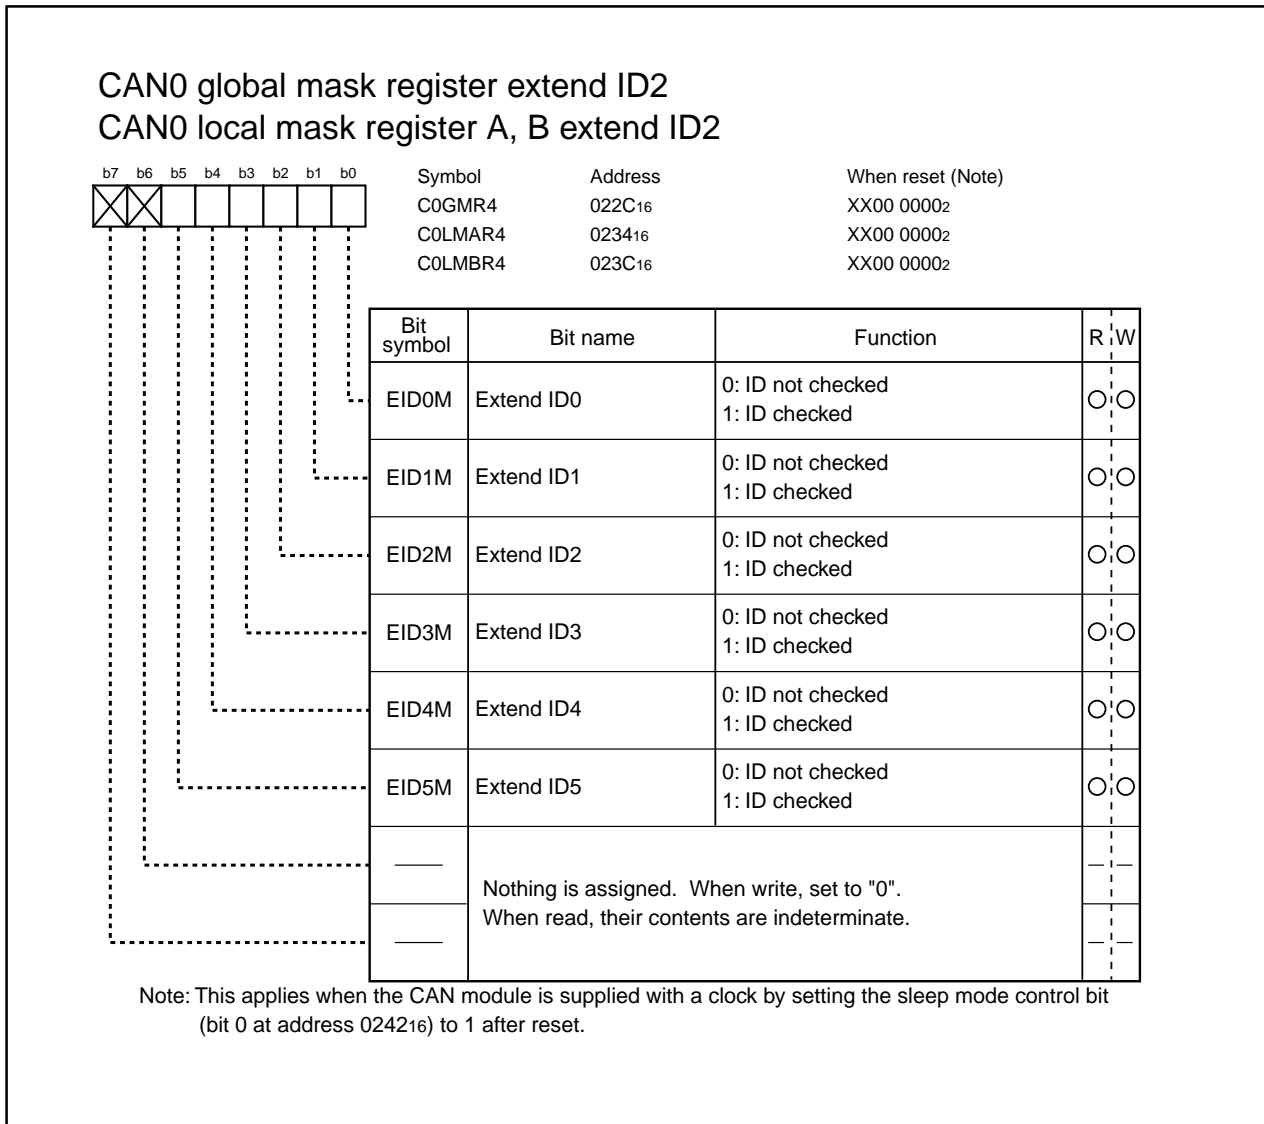 CAN0 global mask register extend ID2
CAN0 local mask register A, B extend ID2
b7 b6 b5 b4 b3 b2 b1 b0
Symbol Address When reset (Note)
C0GMR4 022C16 XX00 00002
C0LMAR4 023416 XX00 00002
C0LMBR4 023C16 XX00 00002
Bit symbol Bit name Function R W
EID0M Extend ID0 0: ID not checked
1: ID checked
EID1M Extend ID1 0: ID not checked
1: ID checked
EID2M Extend ID2 0: ID not checked
1: ID checked
EID3M Extend ID3 0: ID not checked
1: ID checked
EID4M Extend ID4 0: ID not checked
1: ID checked
EID5M Extend ID5 0: ID not checked
1: ID checked
Nothing is assigned. When write, set to "0".
When read, their contents are indeterminate.
Note: This applies when the CAN module is supplied with a clock by setting the sleep mode control bit
(bit 0 at address 024216) to 1 after reset.